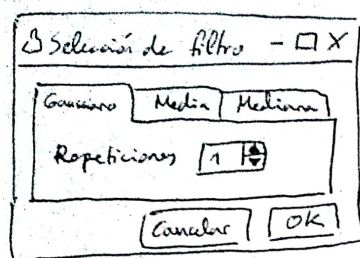 Selección de filtro
Gaussiano Media Mediana
Repeticiones 1
Cancelar OK